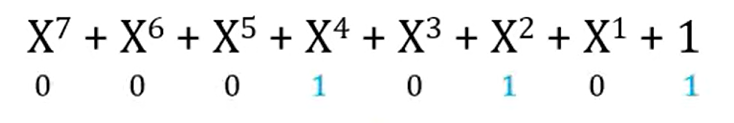 X⁷ + X⁶ + X⁵ + X⁴ + X³ + X² + X¹ + 1
0 0 0 1 0 1 0 1